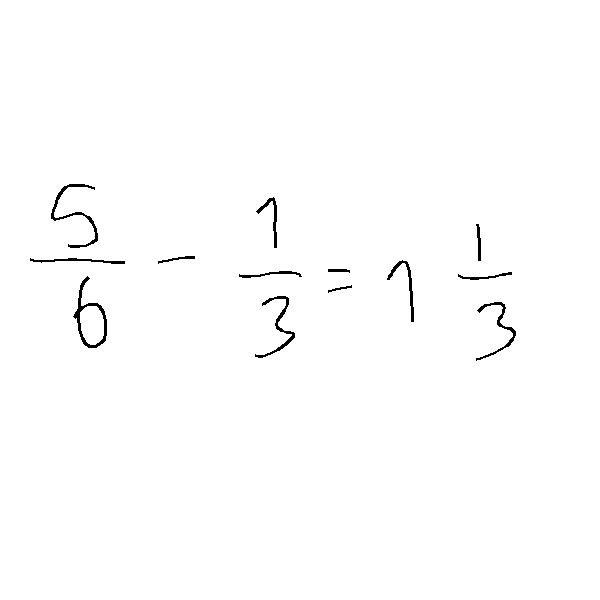 5/6 - 1/3 = 1 1/3